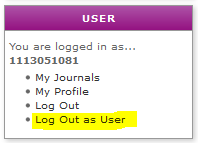 USER
You are logged in as...
1113051081
My Journals
My Profile
Log Out
Log Out as User